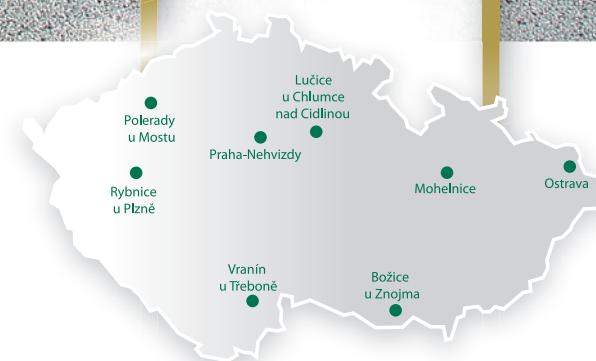 Lučice
u Chlumce
nad Cidlinou
Polerady
u Mostu
Praha-Nehvizdy
Rybnice
u Plzně
Mohelnice
Ostrava
Vranín
u Třeboně
Božice
u Znojma